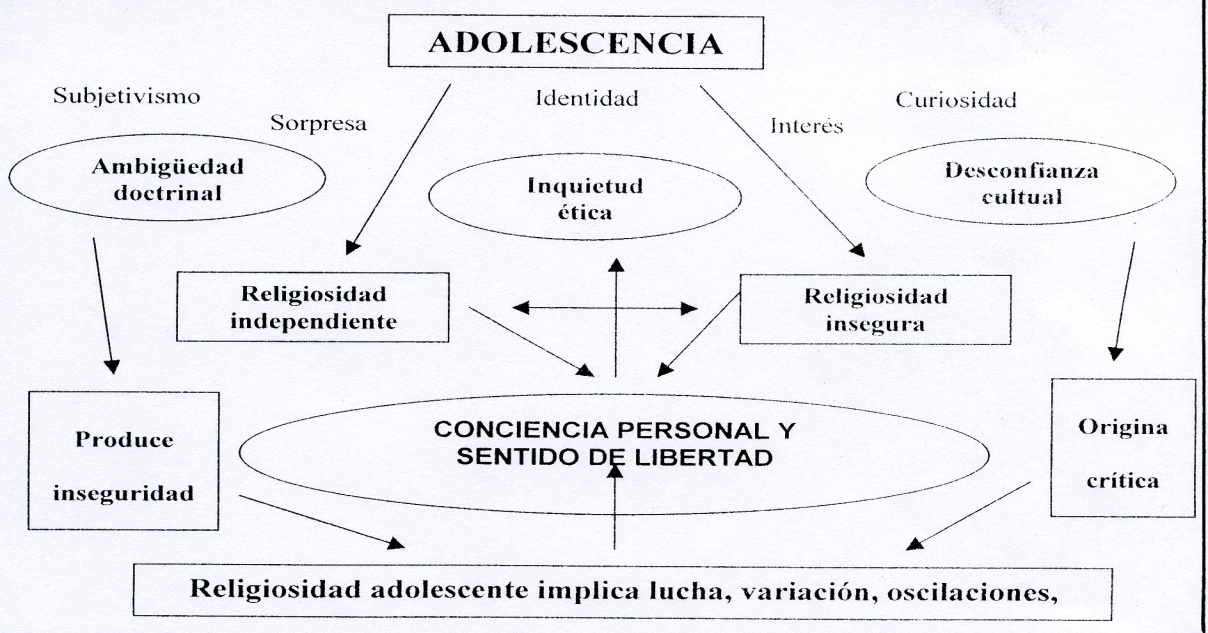 ADOLESCENCIA
Subjetivismo
Identidad
Curiosidad
Sorpresa
Interés
Ambigüedad
doctrinal
Inquietud
ética
Desconfianza
cultual
Religiosidad
independiente
Religiosidad
insegura
CONCIENCIA PERSONAL Y
SENTIDO DE LIBERTAD
Produce
inseguridad
Origina
crítica
Religiosidad adolescente implica lucha, variación, oscilaciones,